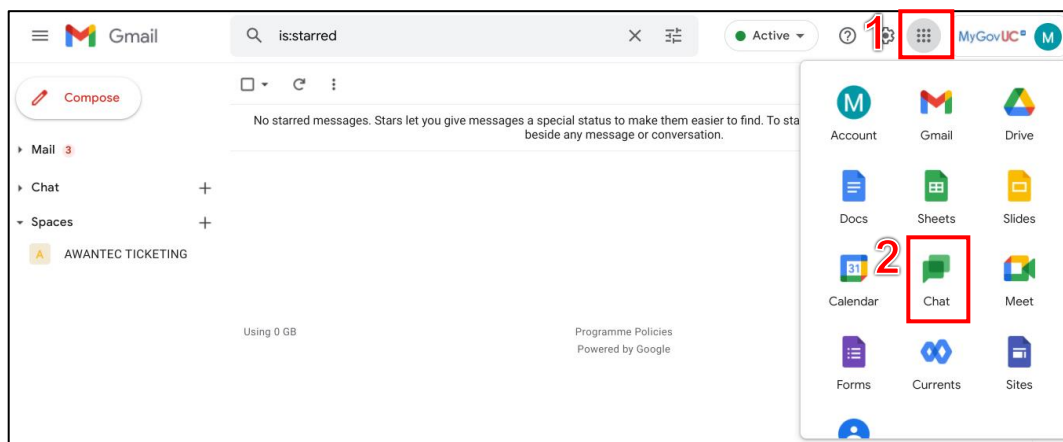 Gmail
is:starred
Active
1
MyGovUC
M
Compose
No starred messages. Stars let you give messages a special status to make them easier to find. To sta
beside any message or conversation.
Mail 3
Chat
Spaces
A AWANTEC TICKETING
Using 0 GB
Programme Policies
Powered by Google
M
Account Gmail Drive
Docs Sheets Slides
31
2
Calendar Chat Meet
Forms Currents Sites